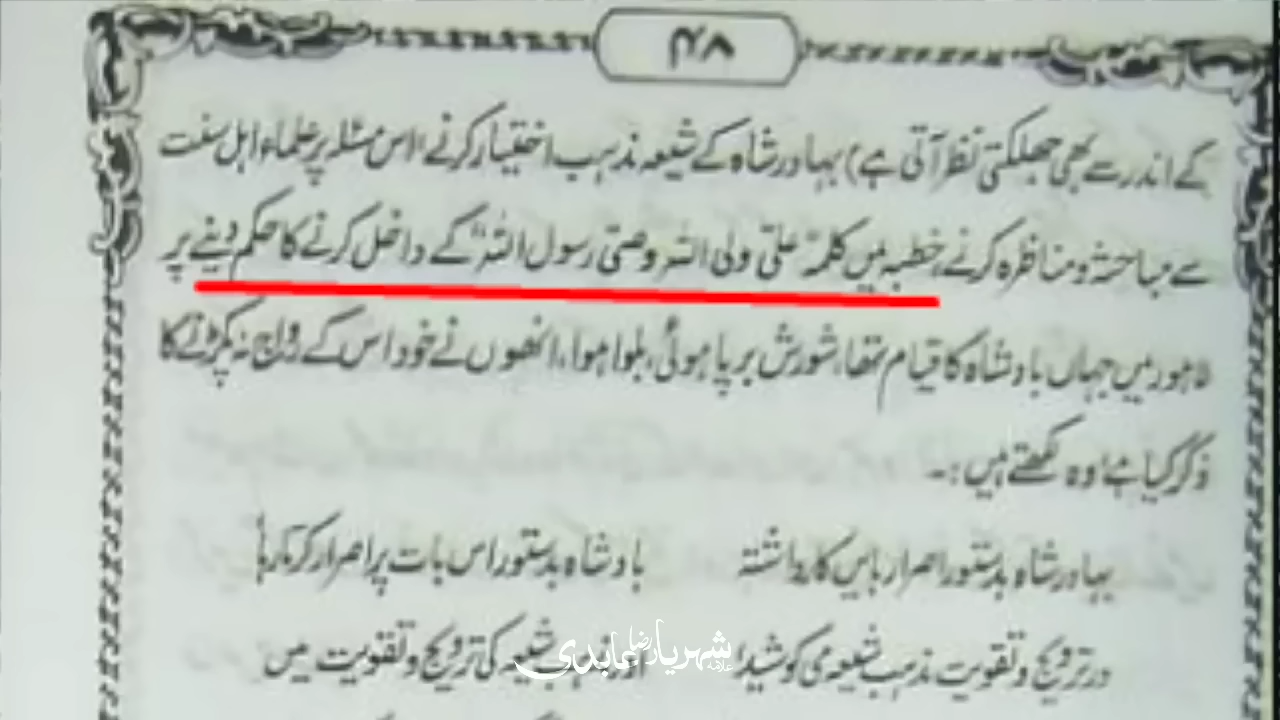 ۴۸
کے اندر سے بھی جھلکتی نظر آتی ہے) بہادر شاہ کے شیعہ مذہب اختیار کرنے، اس مسئلہ پر علماء اہل سنت
سے مباحثہ و مناظرہ کرنے خطبہ میں کلمۂ "علی ولی اللہ وصی رسول اللہ" کے داخل کرنے کا حکم دینے پر
لاہور میں جہاں بادشاہ کا قیام تھا، شورش برپا ہوئی، بلوا ہوا، انھوں نے خود اس کے رواج نہ پکڑنے کا
ذکر کیا ہے، وہ لکھتے ہیں :-
بہادر شاہ بدستور اصرار بایں کار داشتہ
بادشاہ بدستور اس بات پر اصرار کرتا رہا
در ترویج و تقویت مذہب شیعہ می کوشید
اور مذہب شیعہ کی ترویج و تقویت میں
علامہ شہریار رضا عابدی